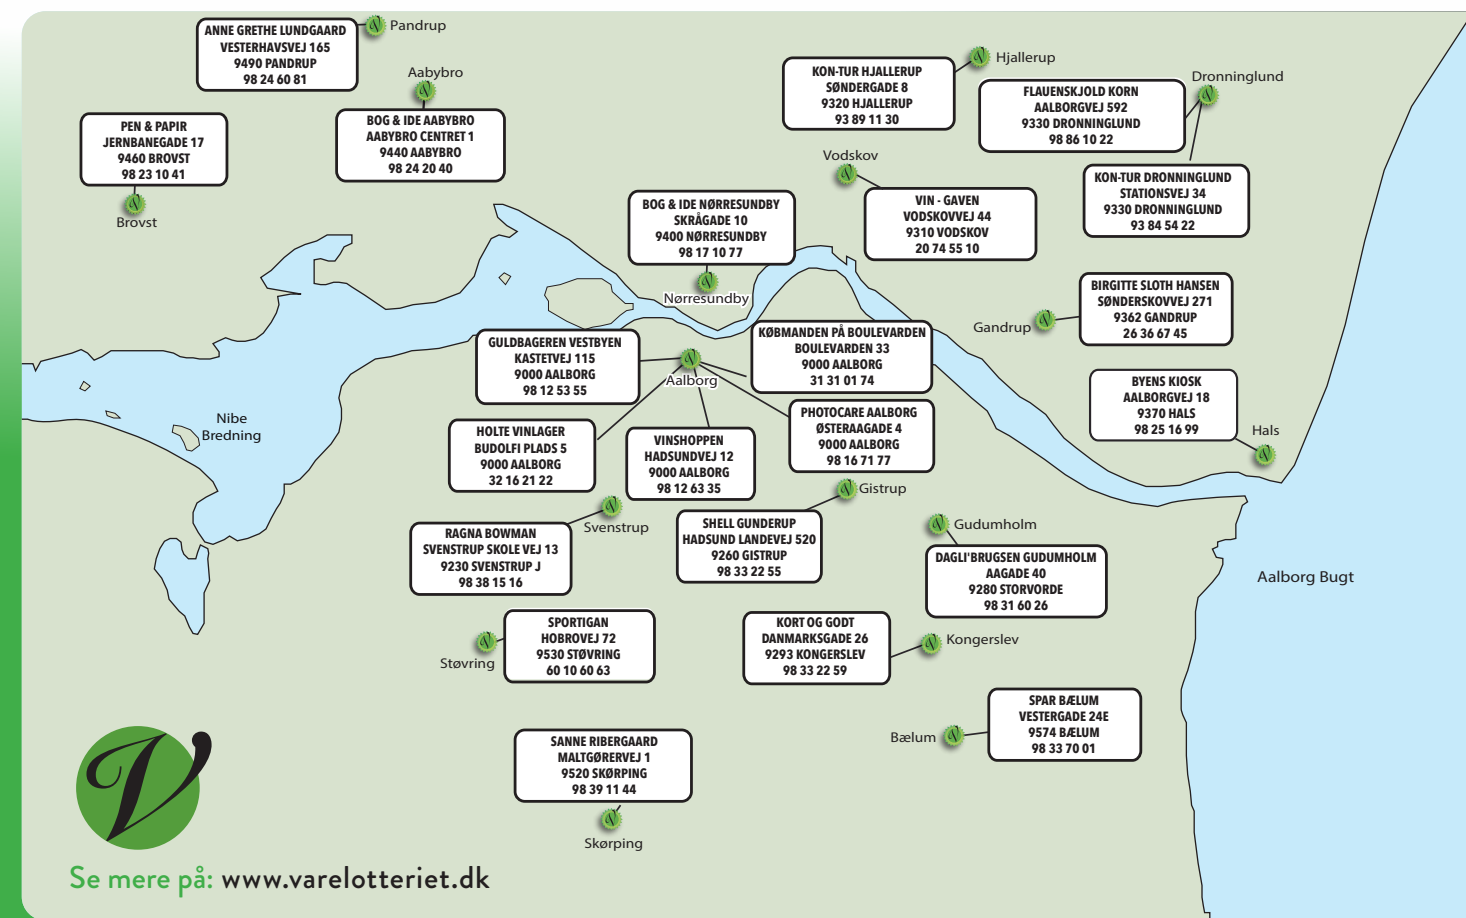 ANNE GRETHE LUNDGAARD
VESTERHAVSVEJ 165
9490 PANDRUP
98 24 60 81
Pandrup
Aabybro
BOG & IDE AABYBRO
AABYBRO CENTRET 1
9440 AABYBRO
98 24 20 40
PEN & PAPIR
JERNBANEGADE 17
9460 BROVST
98 23 10 41
Brovst
KON-TUR HJALLERUP
SØNDERGADE 8
9320 HJALLERUP
93 89 11 30
Hjallerup
Dronninglund
FLAUENSKJOLD KORN
AALBORGVEJ 592
9330 DRONNINGLUND
98 86 10 22
KON-TUR DRONNINGLUND
STATIONSVEJ 34
9330 DRONNINGLUND
93 84 54 22
Vodskov
VIN - GAVEN
VODSKOVVEJ 44
9310 VODSKOV
20 74 55 10
BOG & IDE NØRRESUNDBY
SKRÅGADE 10
9400 NØRRESUNDBY
98 17 10 77
Nørresundby
BIRGITTE SLOTH HANSEN
SØNDERSKOVVEJ 271
9362 GANDRUP
26 36 67 45
Gandrup
GULDBAGEREN VESTBYEN
KASTETVEJ 115
9000 AALBORG
98 12 53 55
Aalborg
KØBMANDEN PÅ BOULEVARDEN
BOULEVARDEN 33
9000 AALBORG
31 31 01 74
BYENS KIOSK
AALBORGVEJ 18
9370 HALS
98 25 16 99
Hals
Nibe
Bredning
HOLTE VINLAGER
BUDOLFI PLADS 5
9000 AALBORG
32 16 21 22
VINSHOPPEN
HADSUNDVEJ 12
9000 AALBORG
98 12 63 35
PHOTOCARE AALBORG
ØSTERAAGADE 4
9000 AALBORG
98 16 71 77
Gistrup
Svenstrup
RAGNA BOWMAN
SVENSTRUP SKOLE VEJ 13
9230 SVENSTRUP J
98 38 15 16
SHELL GUNDERUP
HADSUND LANDEVEJ 520
9260 GISTRUP
98 33 22 55
Gudumholm
DAGLI'BRUGSEN GUDUMHOLM
AAGADE 40
9280 STORVORDE
98 31 60 26
Aalborg Bugt
SPORTIGAN
HOBROVEJ 72
9530 STØVRING
60 10 60 63
Støvring
KORT OG GODT
DANMARKSGADE 26
9293 KONGERSLEV
98 33 22 59
Kongerslev
SPAR BÆLUM
VESTERGADE 24E
9574 BÆLUM
98 33 70 01
Bælum
SANNE RIBERGAARD
MALTGØRERVEJ 1
9520 SKØRPING
98 39 11 44
Skørping
V
Se mere på: www.varelotteriet.dk